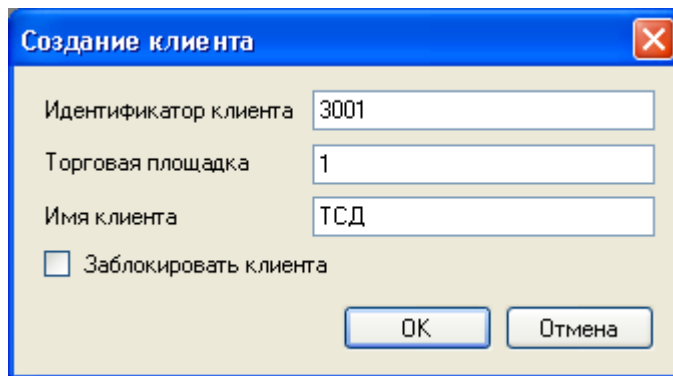 Создание клиента
Идентификатор клиента 3001
Торговая площадка 1
Имя клиента ТСД
Заблокировать клиента
OK Отмена